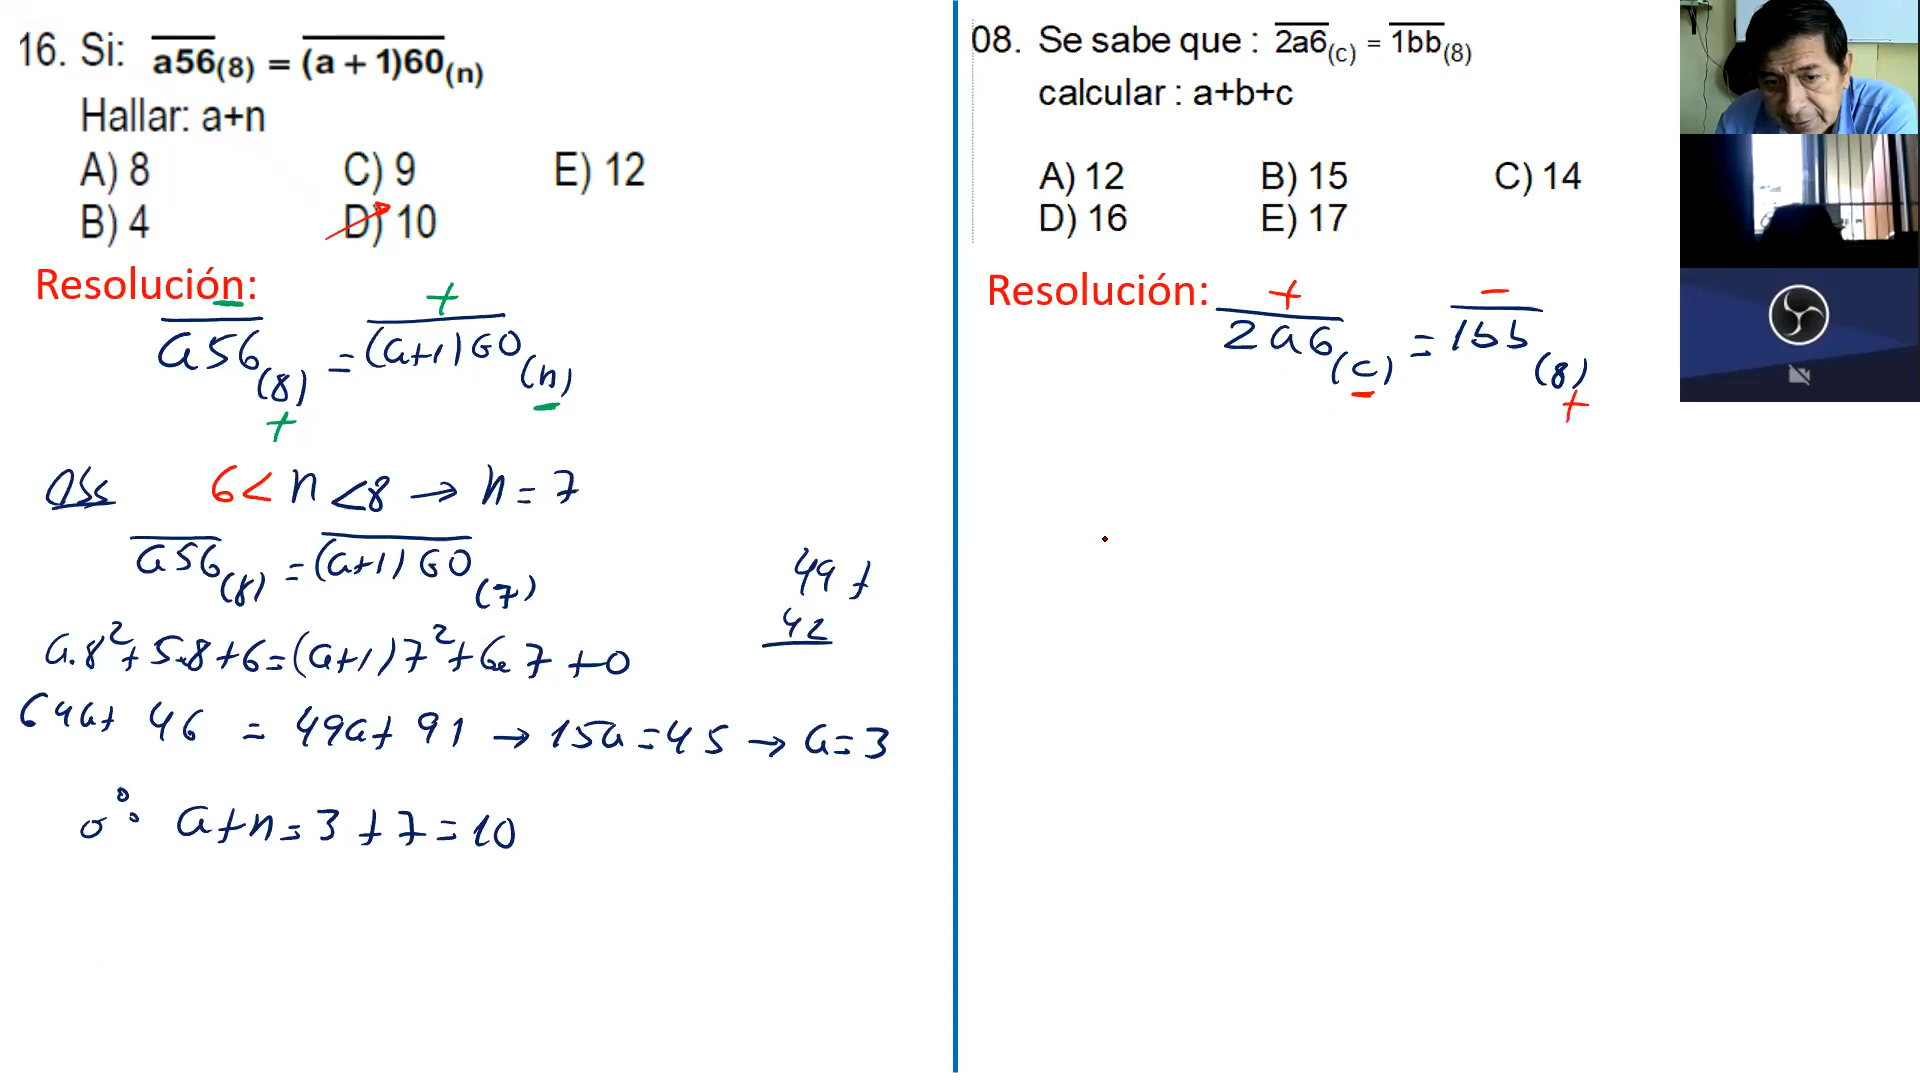 16. Si: a56(8) = (a + 1)60(n)
Hallar: a+n
A) 8 C) 9 E) 12
B) 4 D) 10
Resolución:
- +
a56(8) = (a+1)60(n)
+ -
Obs 6 < n < 8 → n = 7
a56(8) = (a+1)60(7)
49 +
42
a.8²+5.8+6=(a+1)7²+6.7+0
64a+ 46 = 49a+ 91 → 15a=45 → a=3
∴ a+n=3+7=10
08. Se sabe que : 2a6(c) = 1bb(8)
calcular : a+b+c
A) 12 B) 15 C) 14
D) 16 E) 17
Resolución:
+ -
2a6(c) = 1bb(8)
- +